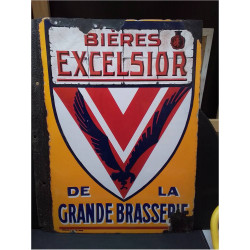 BIÈRES
EXCELSIOR
DE LA
GRANDE BRASSERIE